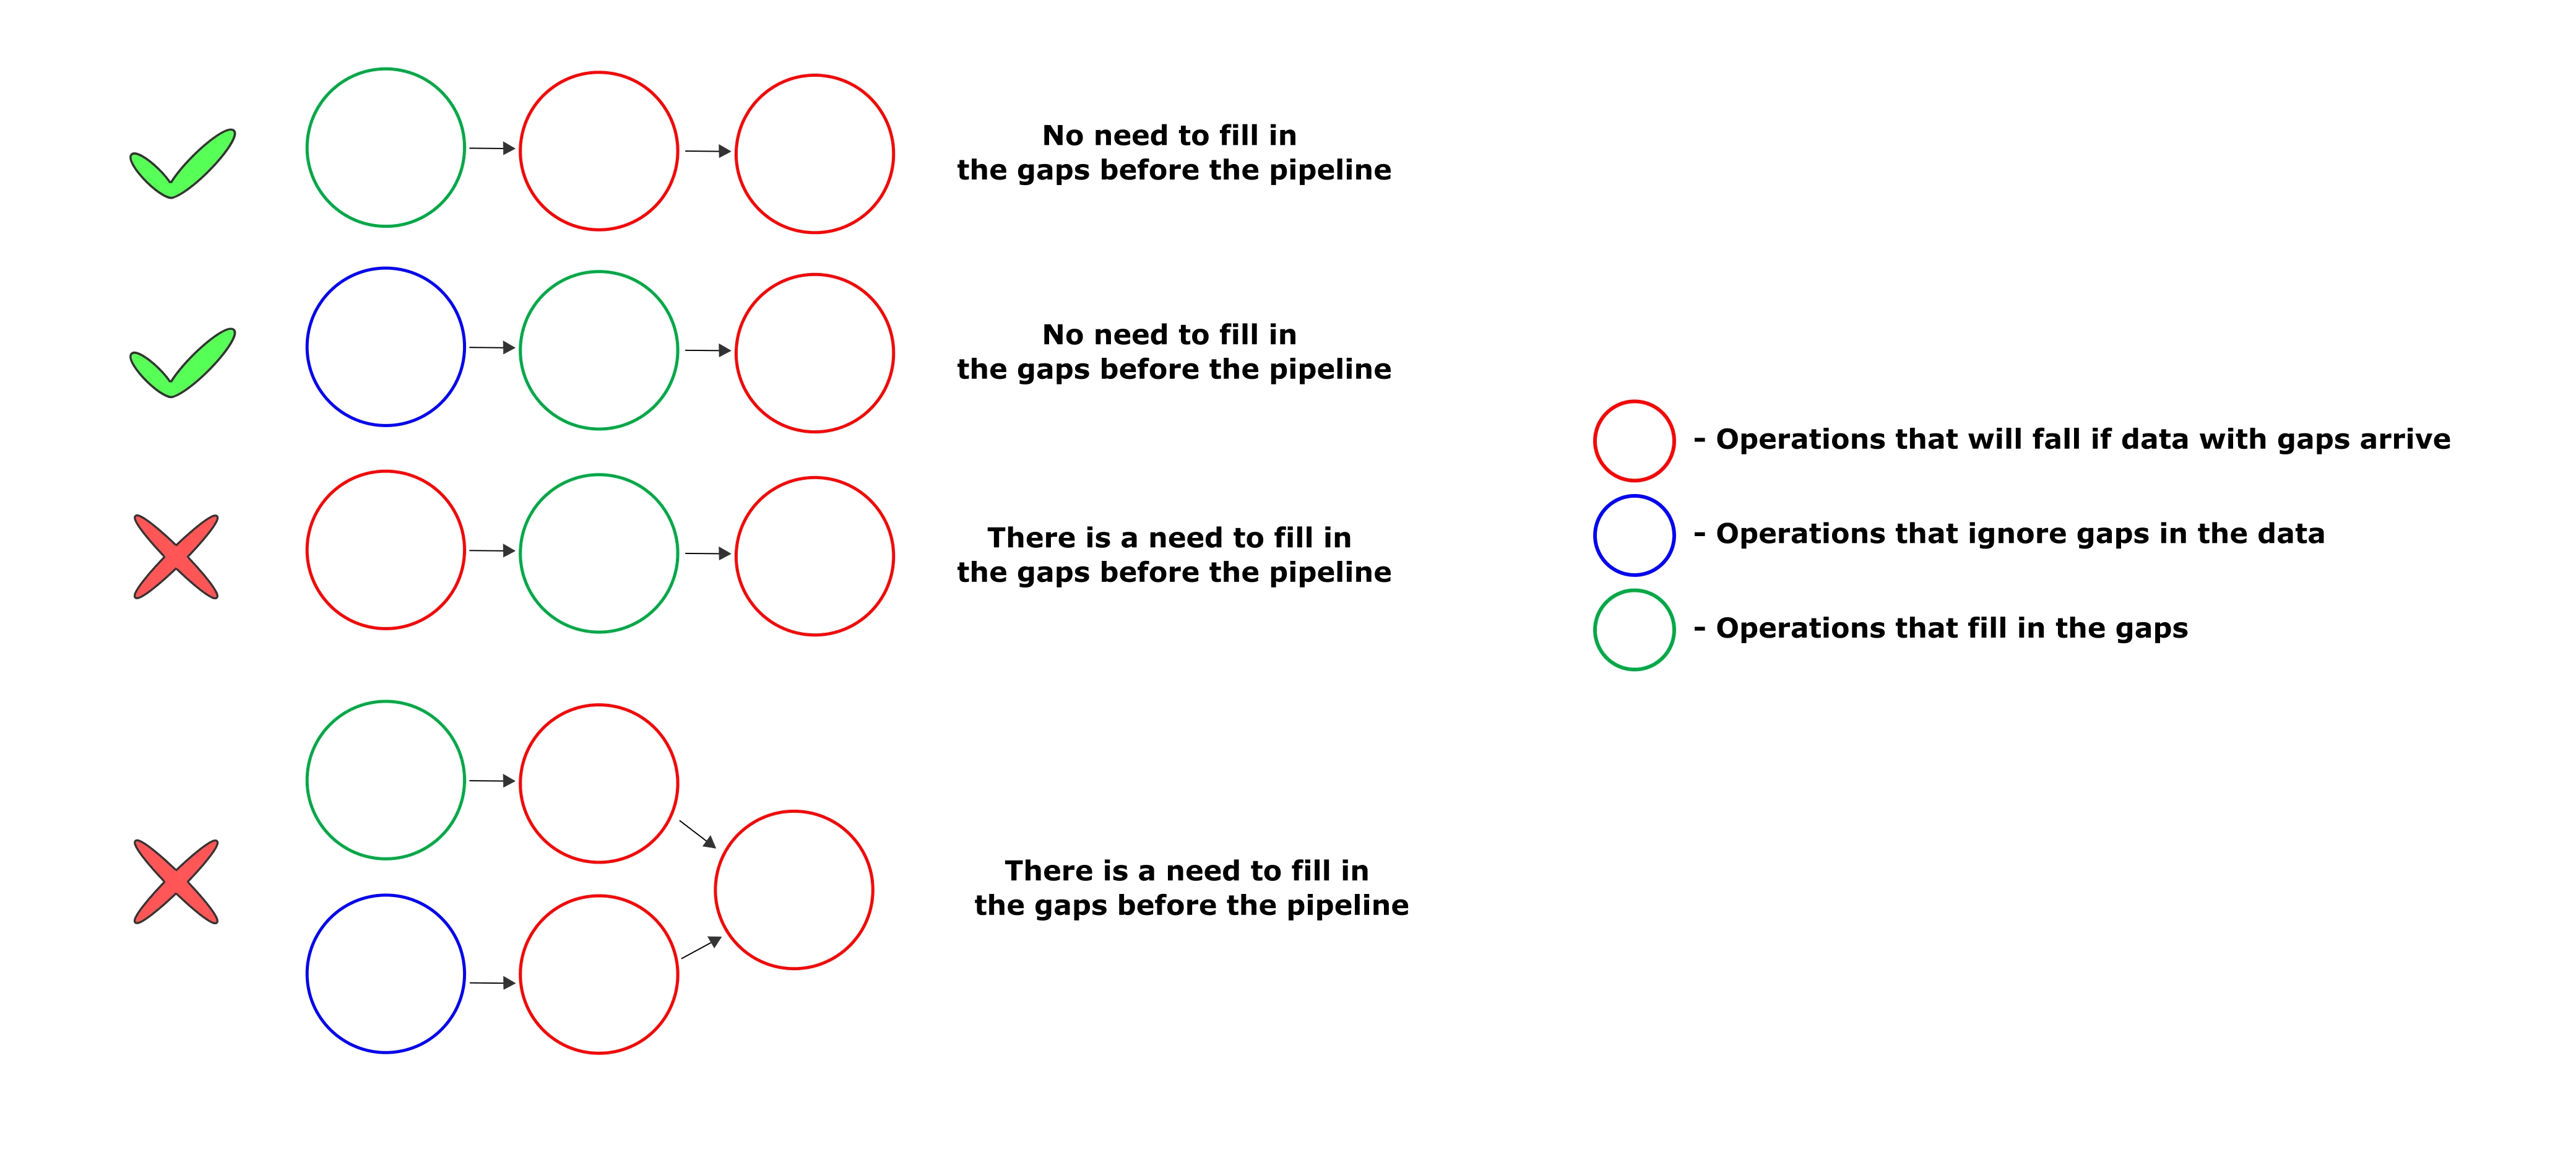 No need to fill in
the gaps before the pipeline
No need to fill in
the gaps before the pipeline
There is a need to fill in
the gaps before the pipeline
There is a need to fill in
the gaps before the pipeline
- Operations that will fall if data with gaps arrive
- Operations that ignore gaps in the data
- Operations that fill in the gaps